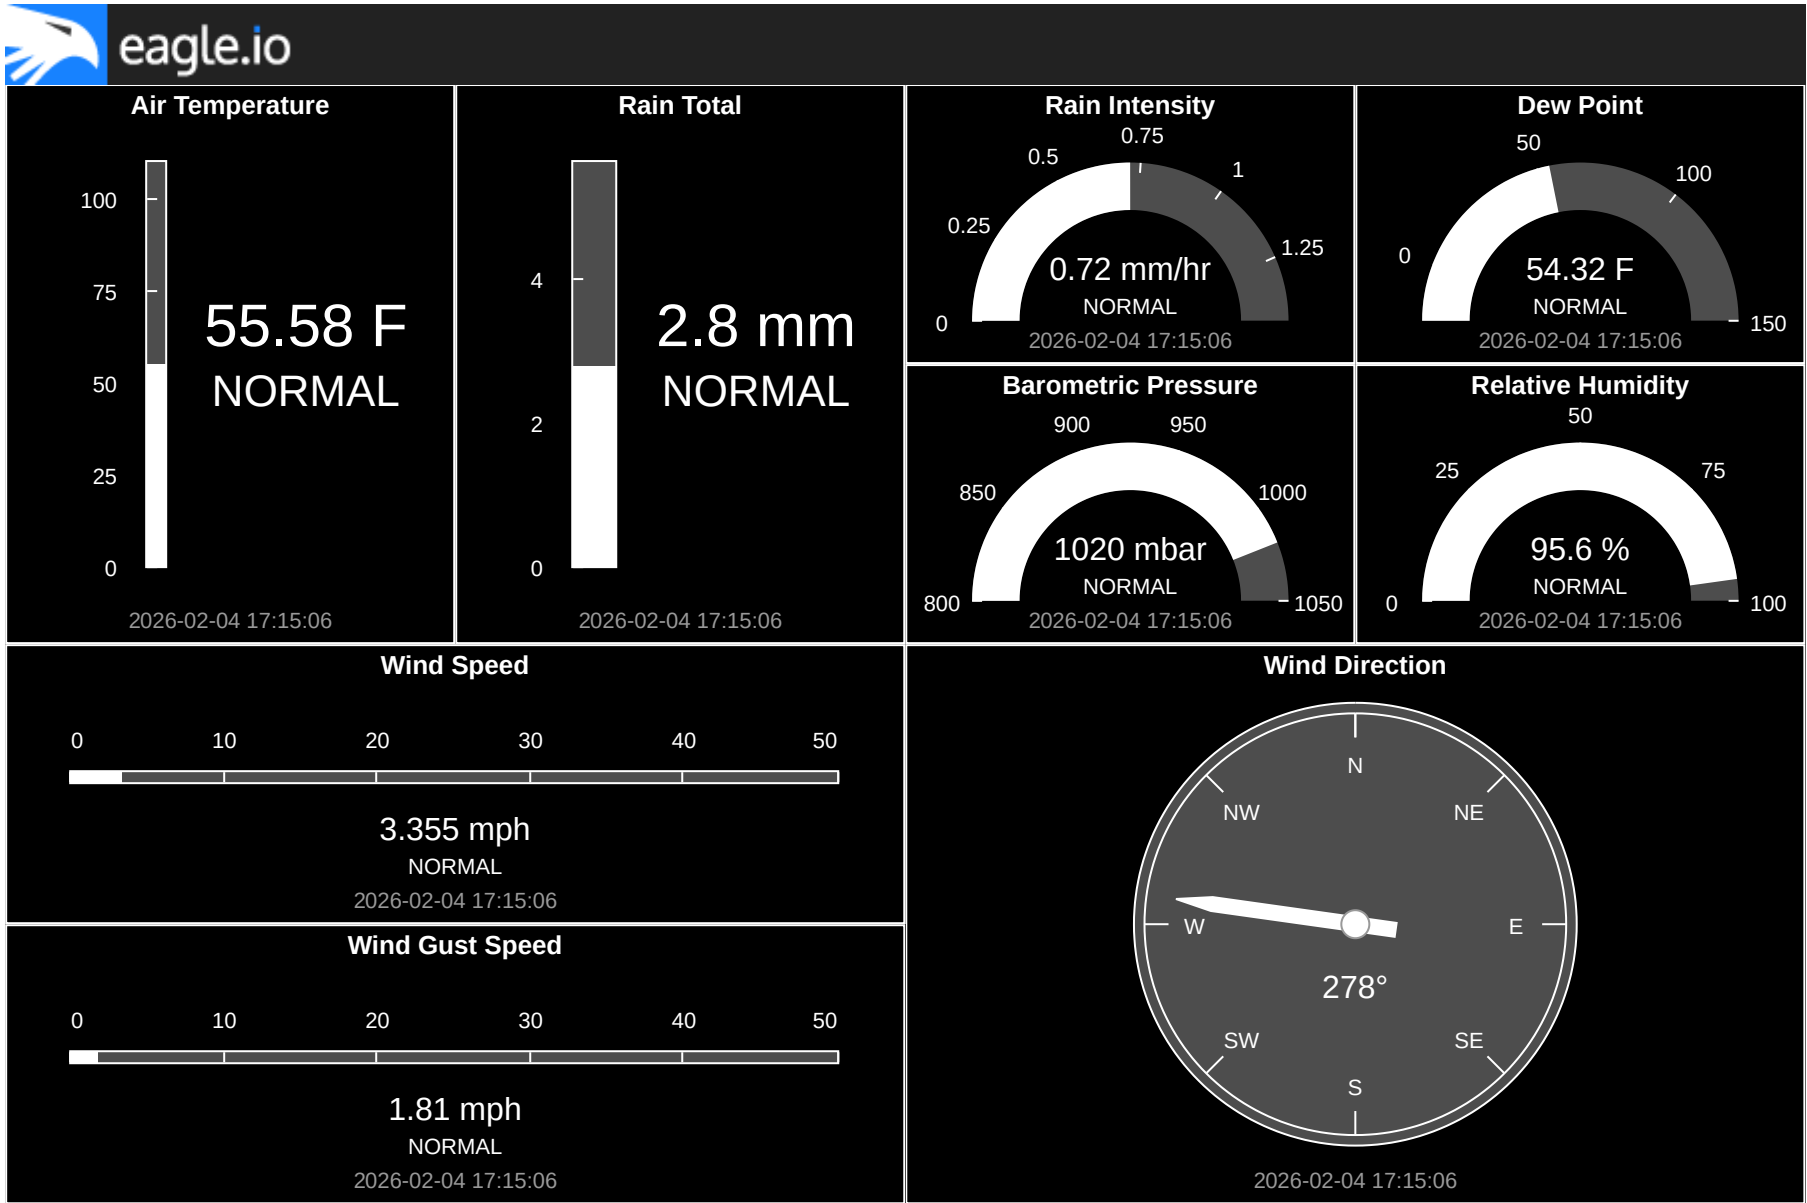 eagle.io
Air Temperature
100
75
50
25
0
55.58 F
NORMAL
2026-02-04 17:15:06
Rain Total
4
2
0
2.8 mm
NORMAL
2026-02-04 17:15:06
Rain Intensity
0
0.25
0.5
0.75
1
1.25
0.72 mm/hr
NORMAL
2026-02-04 17:15:06
Dew Point
0
50
100
150
54.32 F
NORMAL
2026-02-04 17:15:06
Barometric Pressure
800
850
900
950
1000
1050
1020 mbar
NORMAL
2026-02-04 17:15:06
Relative Humidity
0
25
50
75
100
95.6 %
NORMAL
2026-02-04 17:15:06
Wind Speed
0 10 20 30 40 50
3.355 mph
NORMAL
2026-02-04 17:15:06
Wind Gust Speed
0 10 20 30 40 50
1.81 mph
NORMAL
2026-02-04 17:15:06
Wind Direction
N
NW NE
W E
278°
SW SE
S
2026-02-04 17:15:06